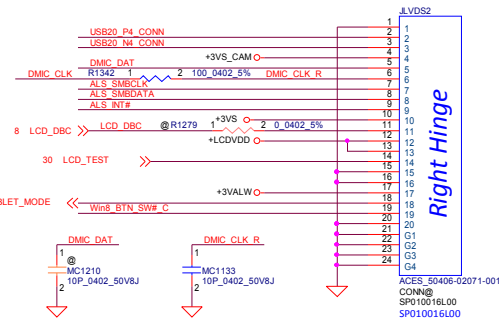 JLVDS2
1 1
USB20_P4_CONN 2 2
USB20_N4_CONN 3 3
+3VS_CAM 4 4
DMIC_DAT 5 5
DMIC_CLK R1342 1 2 100_0402_5% DMIC_CLK_R 6 6
ALS_SMBCLK 7 7
ALS_SMBDATA 8 8
ALS_INT# 9 9
+3VS 10 10
8 LCD_DBC LCD_DBC @ R1279 1 2 0_0402_5% 11 11
+LCDVDD 12 12
13 13
30 LCD_TEST 14 14
15 15
16 16
+3VALW 17 17
BLET_MODE 18 18
Win8_BTN_SW#_C 19 19
20 20
21 G1
22 G2
23 G3
24 G4
Right Hinge
DMIC_DAT
1
@
MC1210
10P_0402_50V8J
2
DMIC_CLK_R
1
MC1133
10P_0402_50V8J
2
ACES_50406-02071-001
CONN@
SP010016L00
SP010016L00